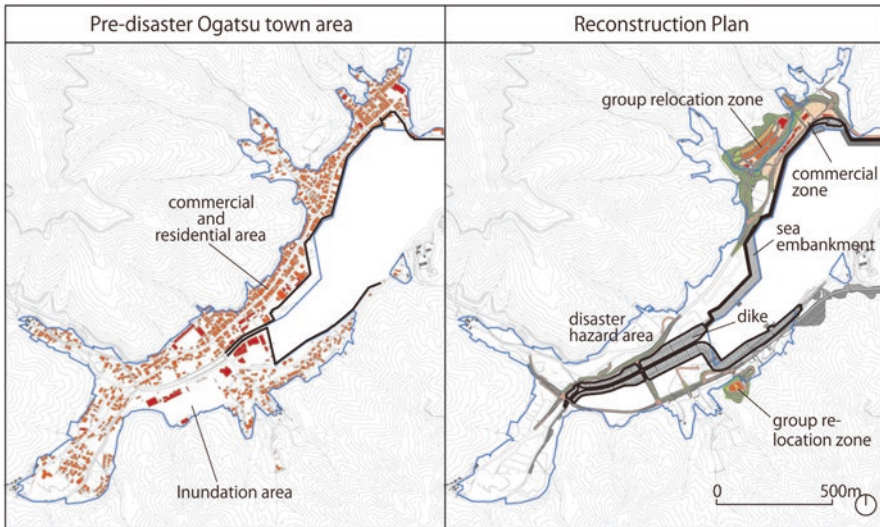 Pre-disaster Ogatsu town area
commercial
and
residential area
Inundation area
Reconstruction Plan
group relocation zone
commercial
zone
sea
embankment
disaster
hazard area
dike
group re-
location zone
0
500m